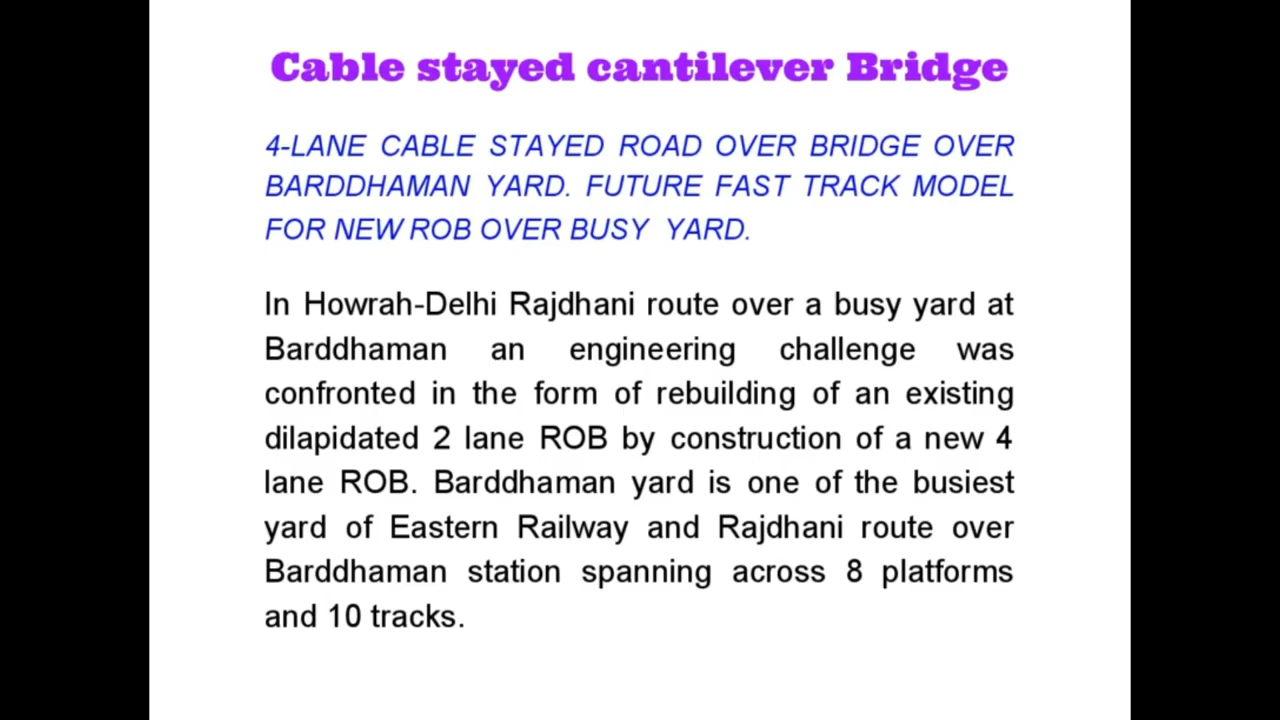 Cable stayed cantilever Bridge
4-LANE CABLE STAYED ROAD OVER BRIDGE OVER
BARDDHAMAN YARD. FUTURE FAST TRACK MODEL
FOR NEW ROB OVER BUSY YARD.
In Howrah-Delhi Rajdhani route over a busy yard at
Barddhaman an engineering challenge was
confronted in the form of rebuilding of an existing
dilapidated 2 lane ROB by construction of a new 4
lane ROB. Barddhaman yard is one of the busiest
yard of Eastern Railway and Rajdhani route over
Barddhaman station spanning across 8 platforms
and 10 tracks.